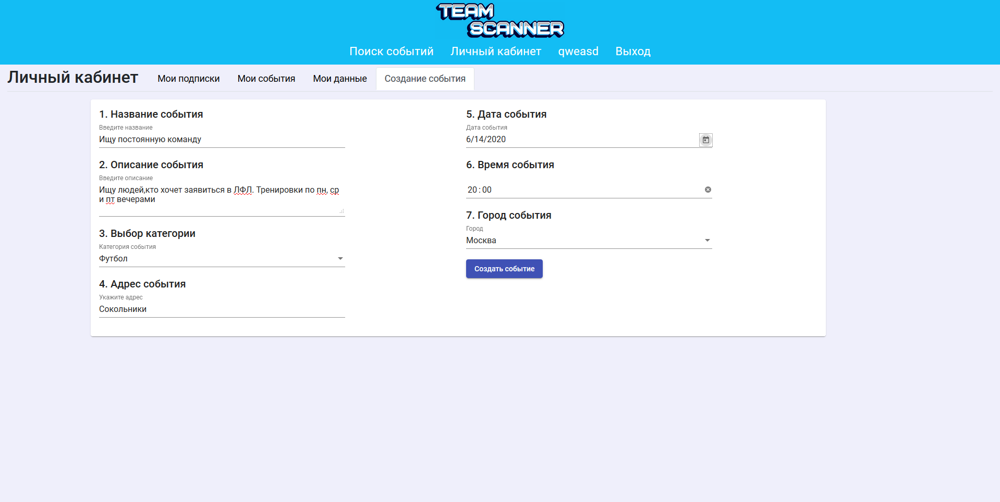 TEAM
SCANNER
Поиск событий Личный кабинет qweasd Выход
Личный кабинет Мои подписки Мои события Мои данные Создание события
1. Название события
Введите название
Ищу постоянную команду
2. Описание события
Введите описание
Ищу людей,кто хочет заявиться в ЛФЛ. Тренировки по пн, ср
и пт вечерами
3. Выбор категории
Категория события
Футбол
4. Адрес события
Укажите адрес
Сокольники
5. Дата события
Дата события
6/14/2020
6. Время события
20:00
7. Город события
Город
Москва
Создать событие